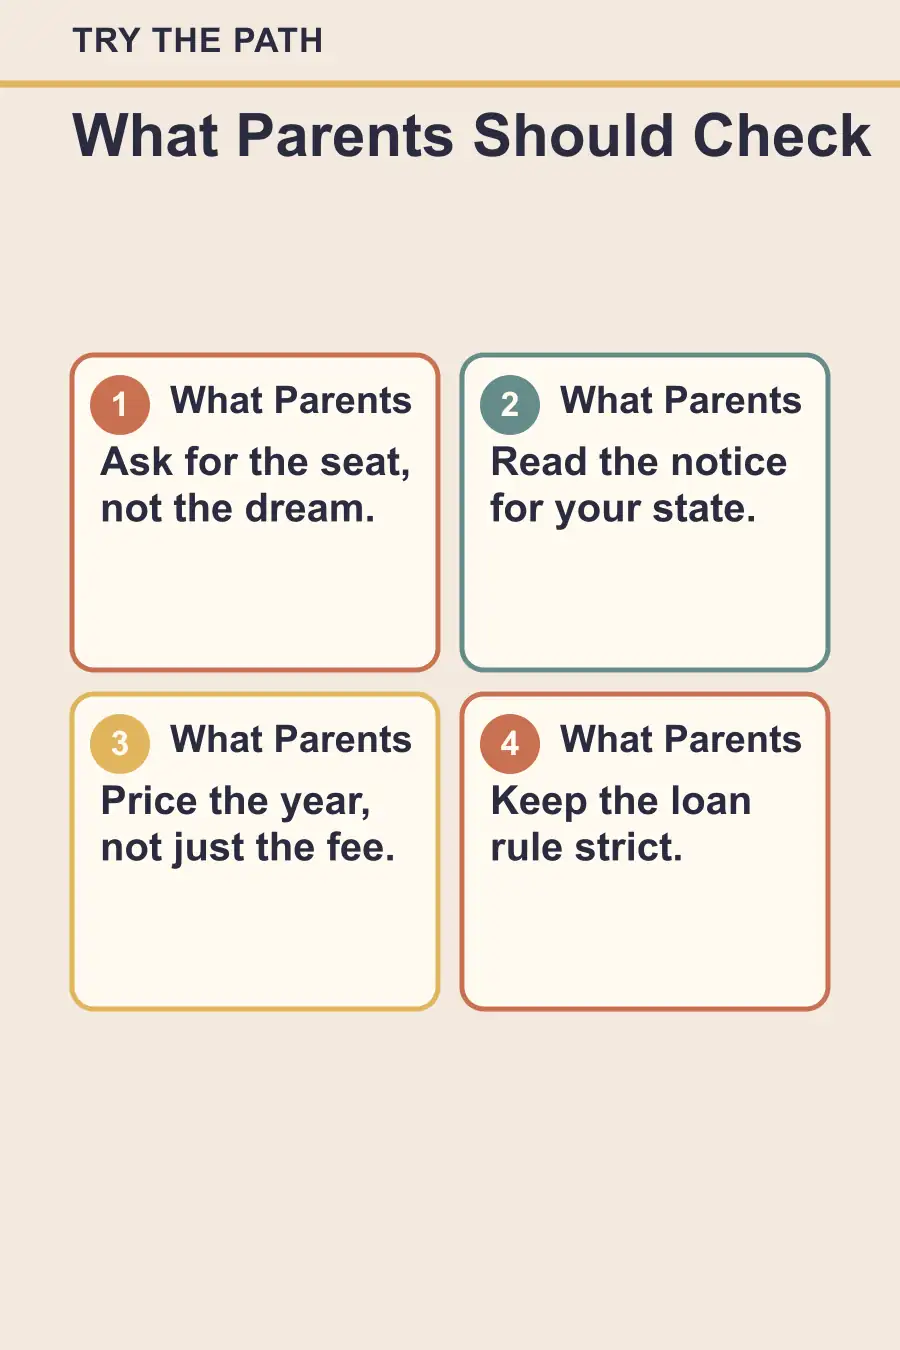 TRY THE PATH
What Parents Should Check
1
What Parents
Ask for the seat,
not the dream.
2
What Parents
Read the notice
for your state.
3
What Parents
Price the year,
not just the fee.
4
What Parents
Keep the loan
rule strict.